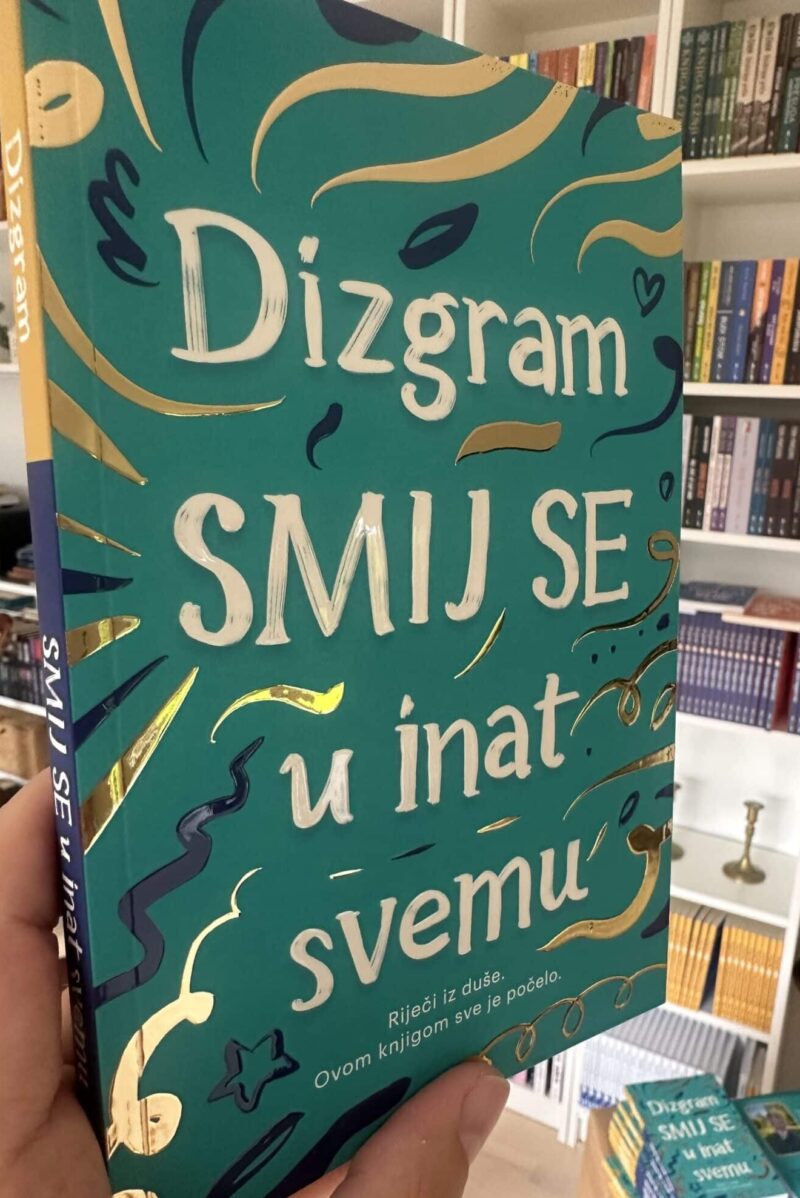 Dizgram
SMIJ SE
u inat
svemu
Riječi iz duše.
Ovom knjigom sve je počelo.
Dizgram
SMIJ SE u inat svemu
Dizgram
SMIJ SE
u inat
svemu